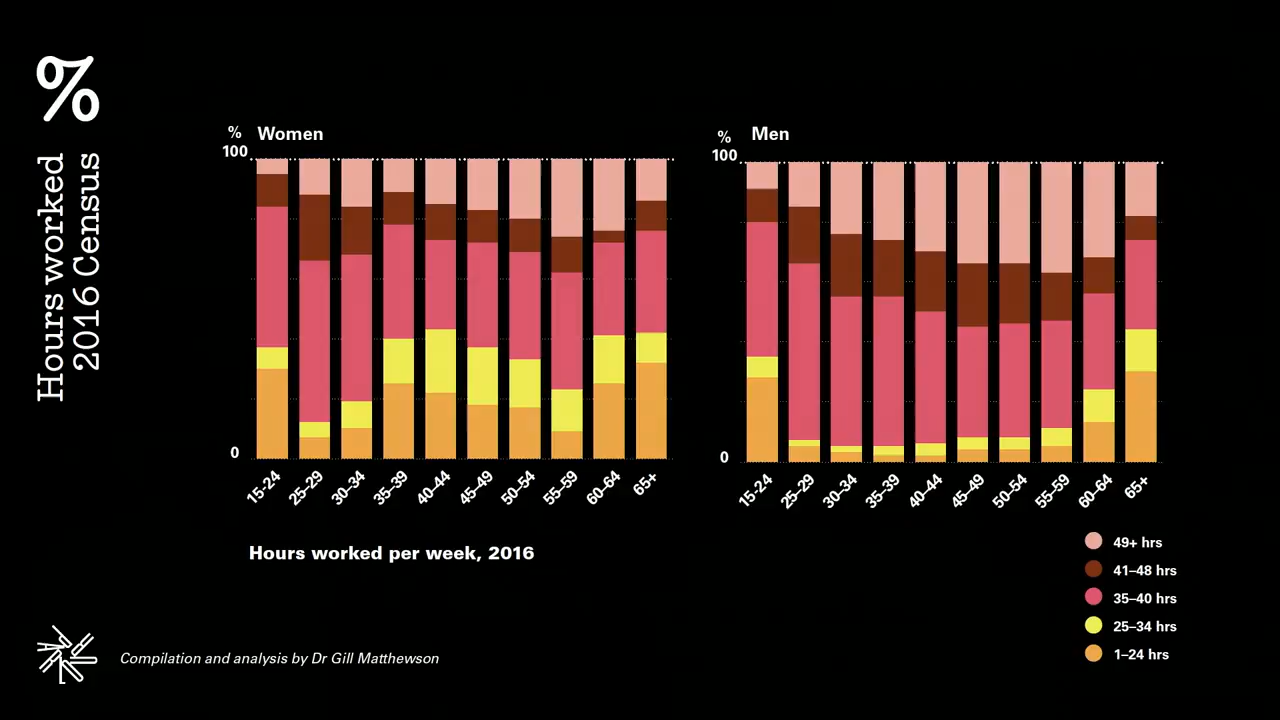 %
Hours worked
2016 Census
% Women
100
0
15-24 25–29 30–34 35–39 40–44 45–49 50–54 55–59 60–64 65+
% Men
100
0
15-24 25–29 30–34 35–39 40–44 45–49 50–54 55–59 60–64 65+
Hours worked per week, 2016
49+ hrs
41–48 hrs
35–40 hrs
25–34 hrs
1–24 hrs
Compilation and analysis by Dr Gill Matthewson